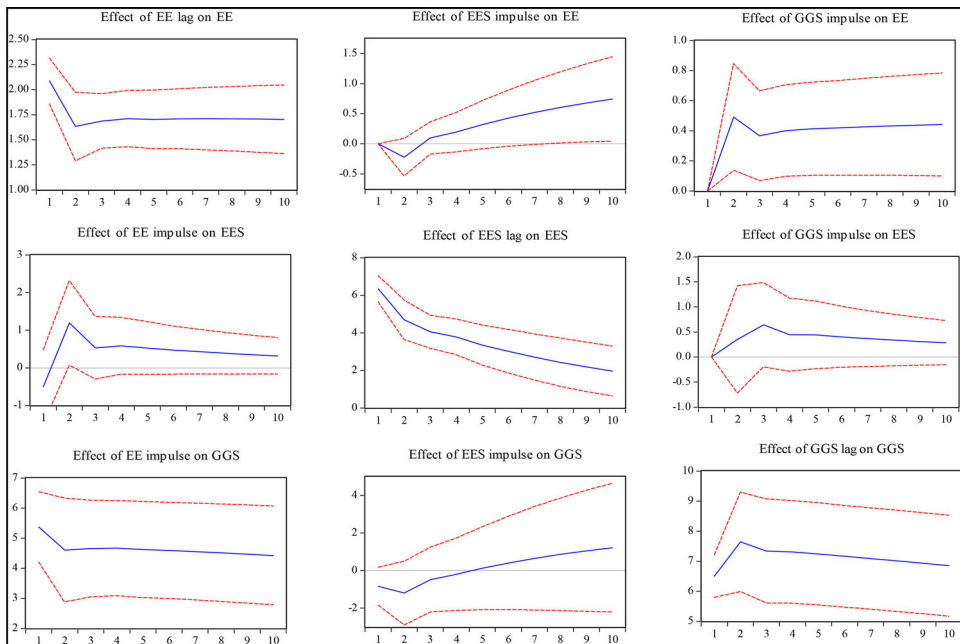 Effect of EE lag on EE
2.50
2.25
2.00
1.75
1.50
1.25
1.00
1 2 3 4 5 6 7 8 9 10
Effect of EES impulse on EE
1.5
1.0
0.5
0.0
-0.5
1 2 3 4 5 6 7 8 9 10
Effect of GGS impulse on EE
1.0
0.8
0.6
0.4
0.2
0.0
1 2 3 4 5 6 7 8 9 10
Effect of EE impulse on EES
3
2
1
0
-1
1 2 3 4 5 6 7 8 9 10
Effect of EES lag on EES
8
6
4
2
0
1 2 3 4 5 6 7 8 9 10
Effect of GGS impulse on EES
2.0
1.5
1.0
0.5
0.0
-0.5
-1.0
1 2 3 4 5 6 7 8 9 10
Effect of EE impulse on GGS
7
6
5
4
3
2
1 2 3 4 5 6 7 8 9 10
Effect of EES impulse on GGS
4
2
0
-2
1 2 3 4 5 6 7 8 9 10
Effect of GGS lag on GGS
10
9
8
7
6
5
1 2 3 4 5 6 7 8 9 10